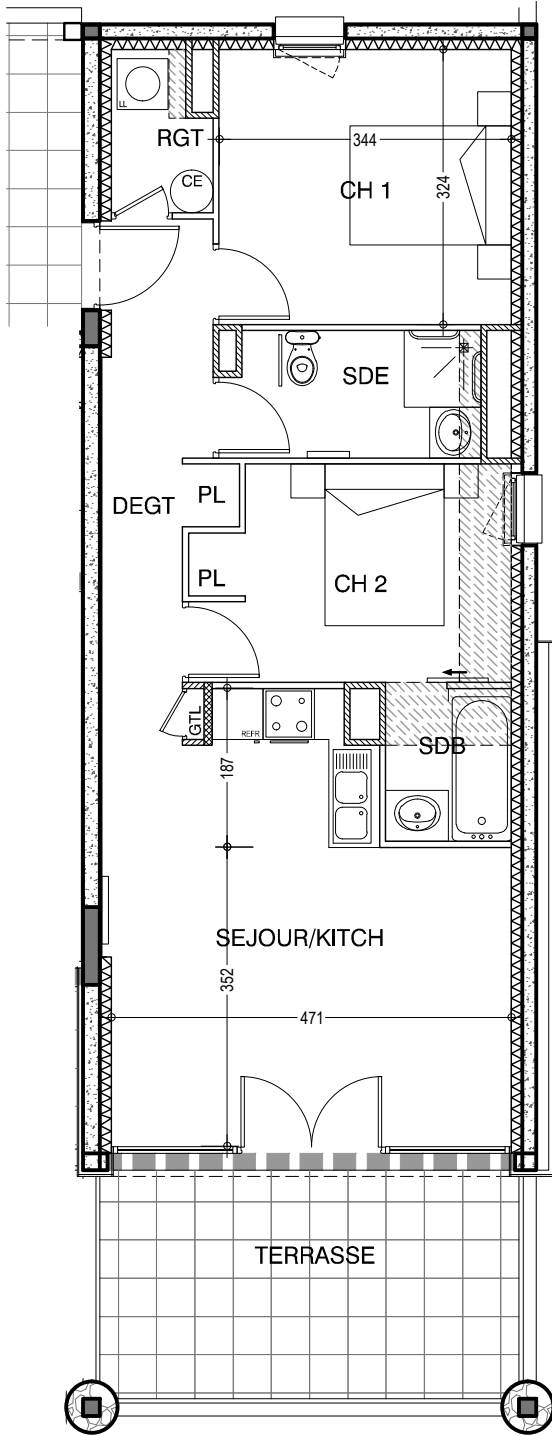 F
RGT
344
CE
CH 1
324
SDE
DEGT
PL
PL
CH 2
GTL
REFR
187
SDB
SEJOUR/KITCH
352
471
TERRASSE